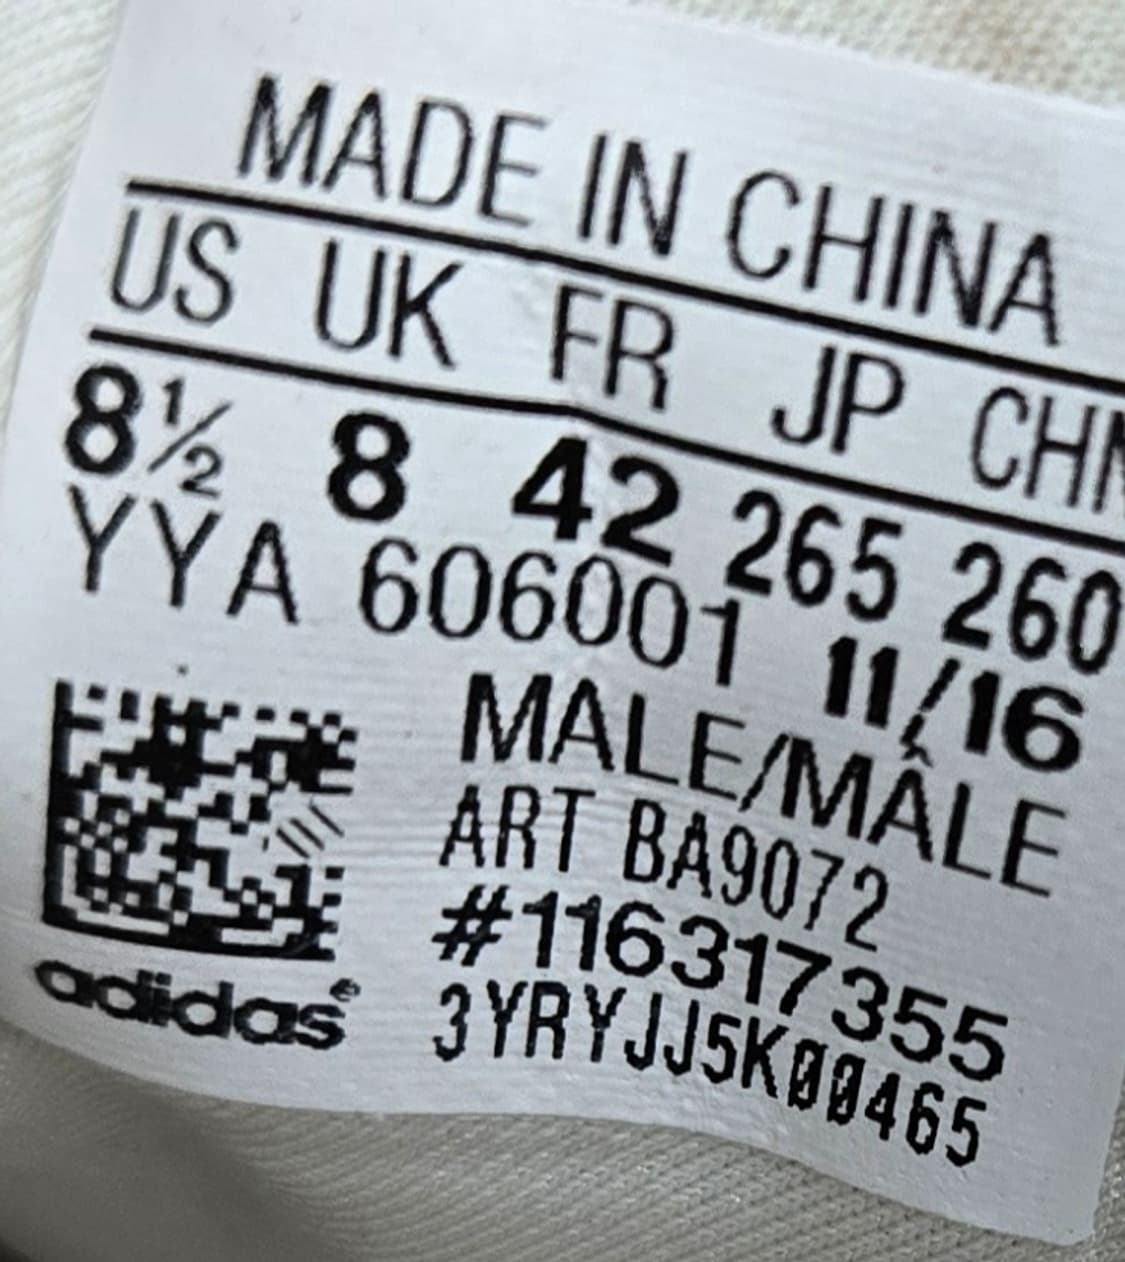 MADE IN CHINA
US UK FR JP CHN
8½ 8 42 265 260
YYA 606001 11/16
MALE/MÂLE
ART BA9072
#116317355
3YRYJJ5K00465
adidas